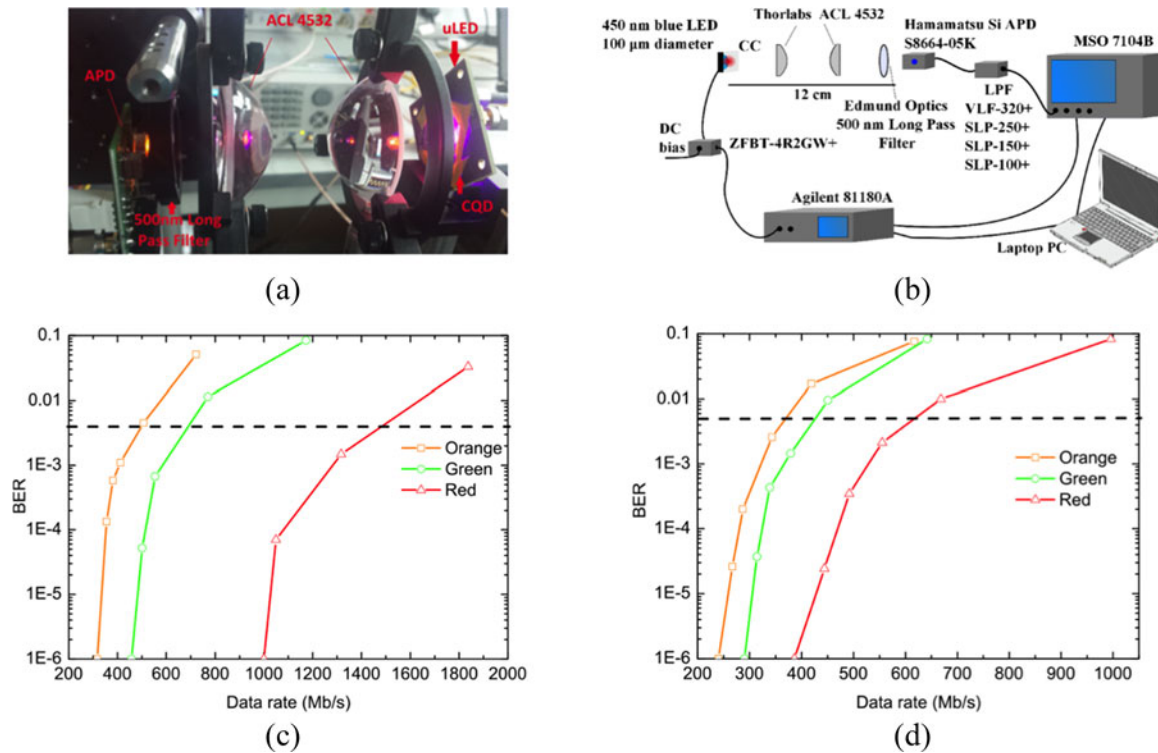 ACL 4532
uLED
APD
500nm Long
Pass Filter
CQD
(a)
450 nm blue LED
100 μm diameter
CC
Thorlabs ACL 4532
Hamamatsu Si APD
S8664-05K
MSO 7104B
12 cm
LPF
VLF-320+
SLP-250+
SLP-150+
SLP-100+
Edmund Optics
500 nm Long Pass
Filter
DC
bias
ZFBT-4R2GW+
Agilent 81180A
Laptop PC
(b)
0.1
0.01
1E-3
1E-4
1E-5
1E-6
BER
Orange
Green
Red
200 400 600 800 1000 1200 1400 1600 1800 2000
Data rate (Mb/s)
(c)
0.1
0.01
1E-3
1E-4
1E-5
1E-6
BER
Orange
Green
Red
200 300 400 500 600 700 800 900 1000
Data rate (Mb/s)
(d)